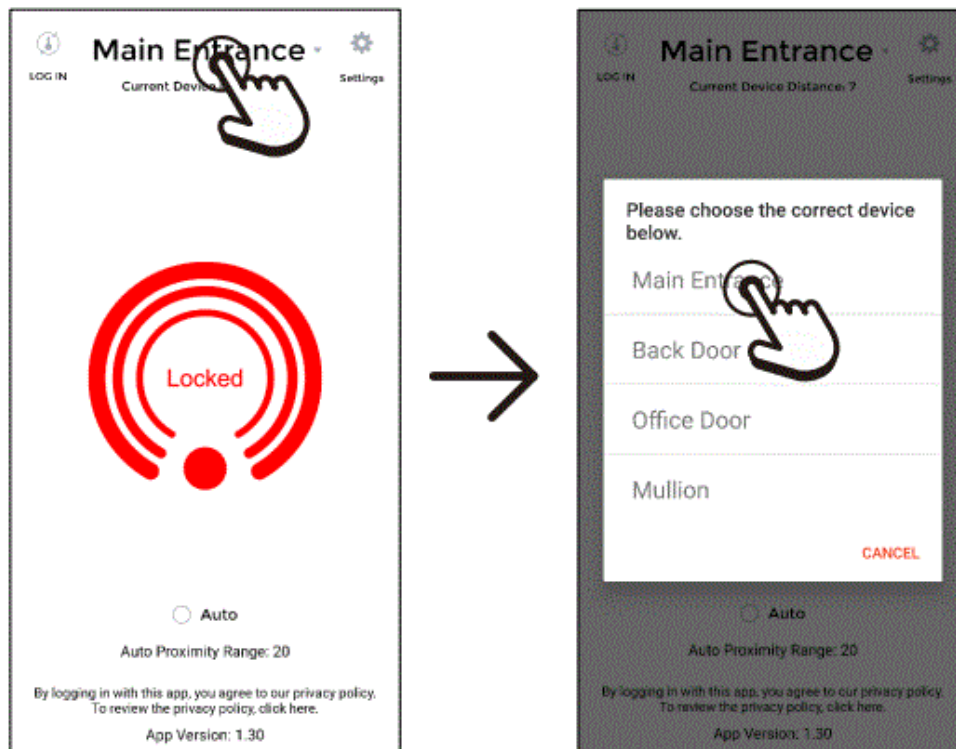 Main Entrance
LOG IN
Settings
Current Device
Locked
Auto
Auto Proximity Range: 20
By logging in with this app, you agree to our privacy policy.
To review the privacy policy, click here.
App Version: 1.30
Main Entrance
LOG IN
Settings
Current Device Distance: 7
Please choose the correct device
below.
Main Entrance
Back Door
Office Door
Mullion
CANCEL
Auto
Auto Proximity Range: 20
By logging in with this app, you agree to our privacy policy.
To review the privacy policy, click here.
App Version: 1.30